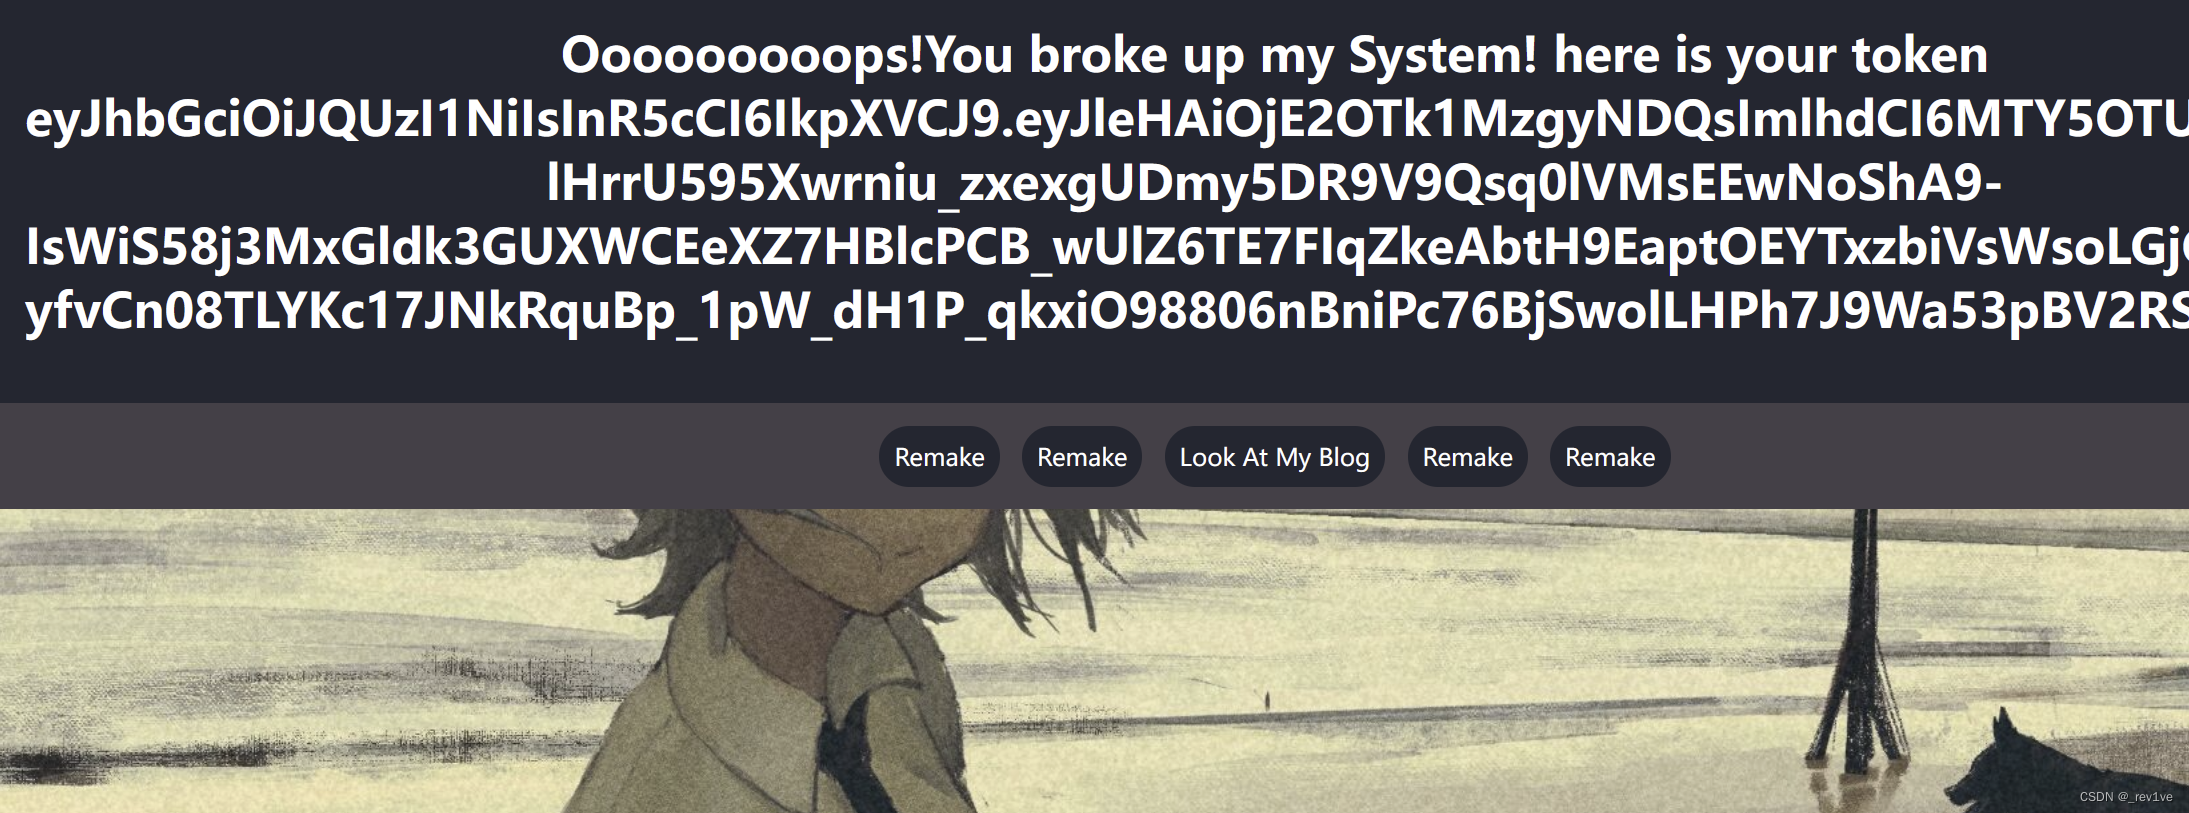 Ooooooooops!You broke up my System! here is your token
eyJhbGciOiJQUzI1NiIsInR5cCI6IkpXVCJ9.eyJleHAiOjE2OTk1MzgyNDQsImlhdCI6MTY5OTU
lHrrU595Xwrniu_zxexgUDmy5DR9V9Qsq0lVMsEEwNoShA9-
IsWiS58j3MxGldk3GUXWCEeXZ7HBlcPCB_wUlZ6TE7FIqZkeAbtH9EaptOEYTxzbiVsWsoLGj
yfvCn08TLYKc17JNkRquBp_1pW_dH1P_qkxiO98806nBniPc76BjSwolLHPh7J9Wa53pBV2RS
Remake Remake Look At My Blog Remake Remake
CSDN @_rev1ve